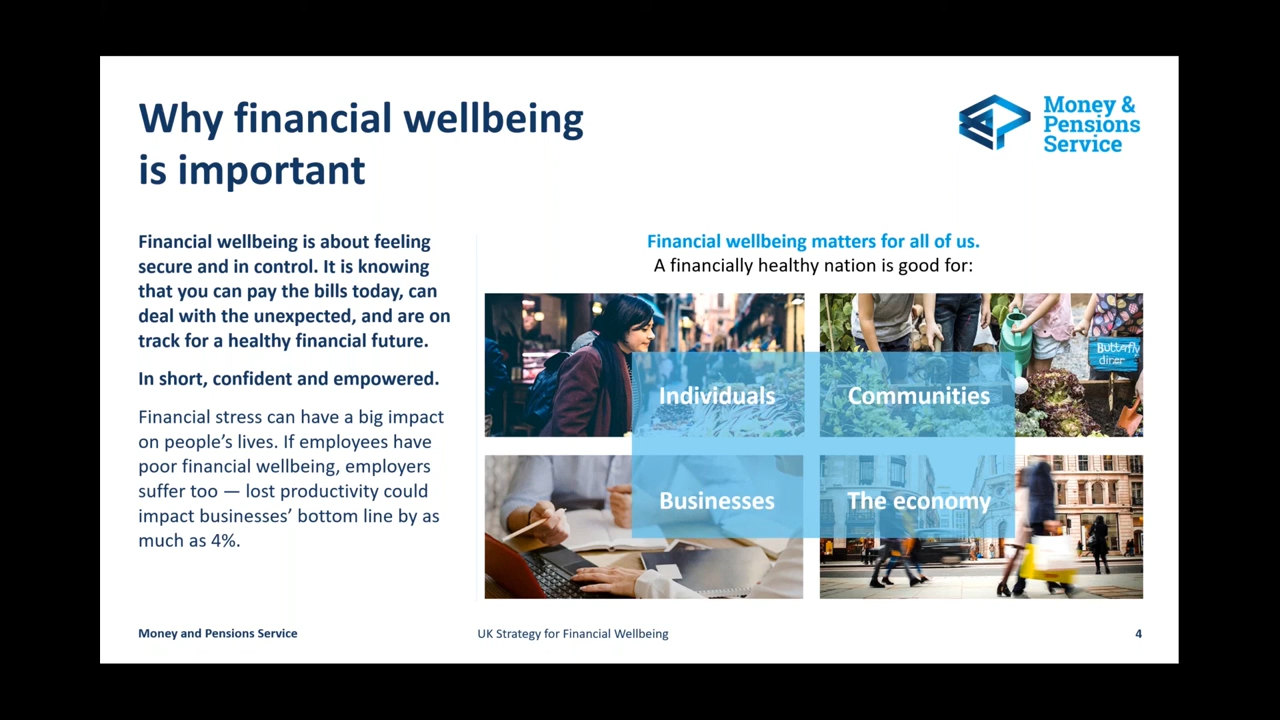 Why financial wellbeing
is important
Money &
Pensions
Service
Financial wellbeing is about feeling
secure and in control. It is knowing
that you can pay the bills today, can
deal with the unexpected, and are on
track for a healthy financial future.
In short, confident and empowered.
Financial stress can have a big impact
on people’s lives. If employees have
poor financial wellbeing, employers
suffer too — lost productivity could
impact businesses’ bottom line by as
much as 4%.
Financial wellbeing matters for all of us.
A financially healthy nation is good for:
Butterfly
diner
Individuals
Communities
Businesses
The economy
Money and Pensions Service
UK Strategy for Financial Wellbeing
4